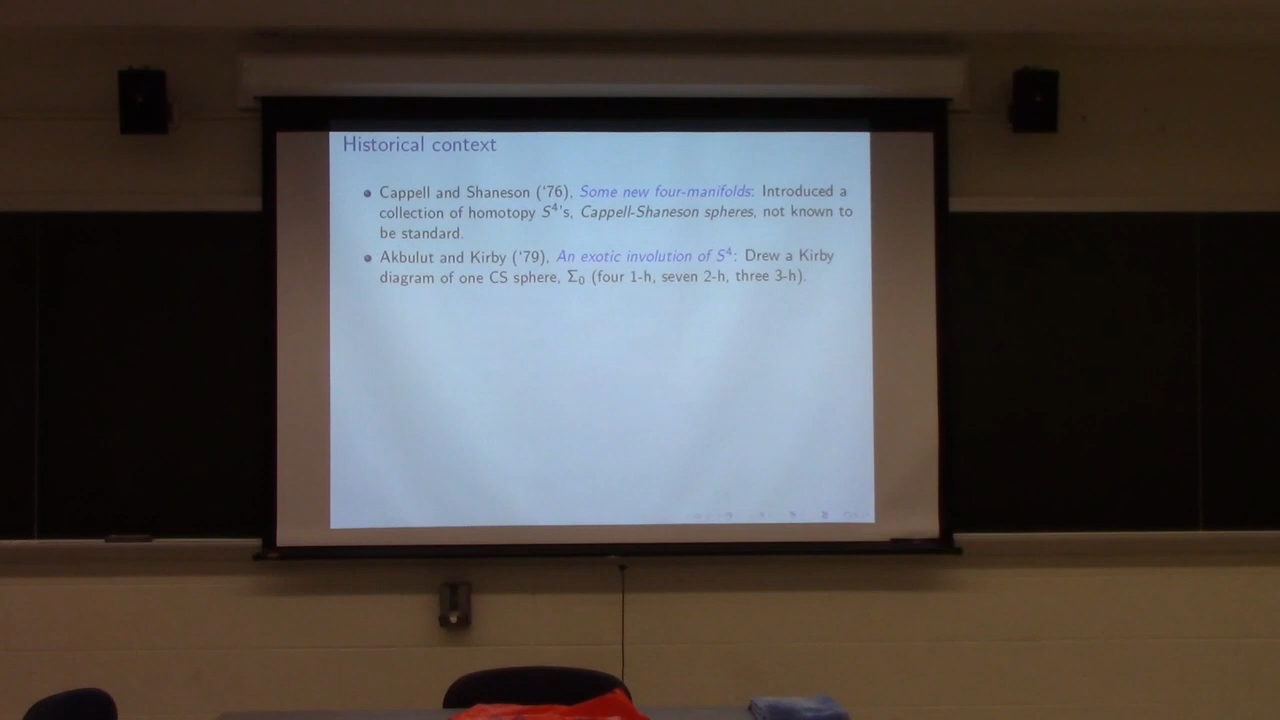 Historical context
• Cappell and Shaneson (‘76), Some new four-manifolds: Introduced a
collection of homotopy S⁴'s, Cappell-Shaneson spheres, not known to
be standard.
• Akbulut and Kirby (‘79), An exotic involution of S⁴: Drew a Kirby
diagram of one CS sphere, Σ₀ (four 1-h, seven 2-h, three 3-h).